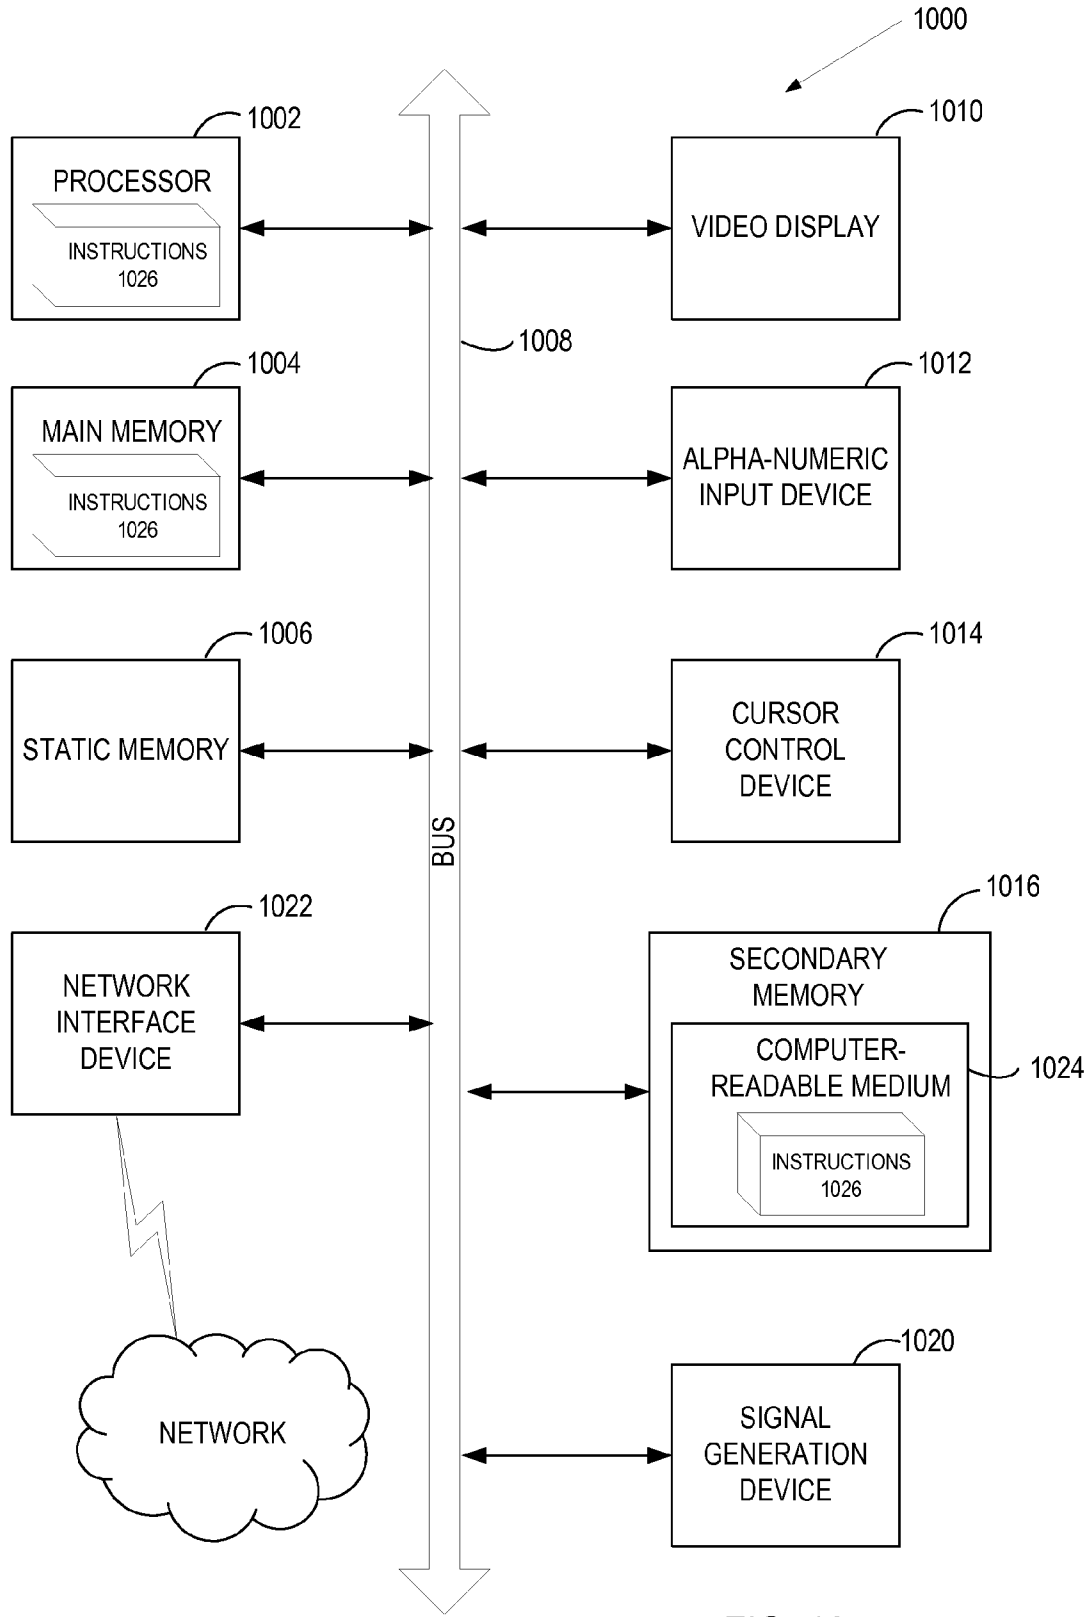 1000
1002
PROCESSOR
INSTRUCTIONS
1026
1010
VIDEO DISPLAY
1008
1004
MAIN MEMORY
INSTRUCTIONS
1026
1012
ALPHA-NUMERIC
INPUT DEVICE
1006
STATIC MEMORY
1014
CURSOR
CONTROL
DEVICE
BUS
1022
NETWORK
INTERFACE
DEVICE
1016
SECONDARY
MEMORY
COMPUTER-
READABLE MEDIUM
1024
INSTRUCTIONS
1026
NETWORK
1020
SIGNAL
GENERATION
DEVICE